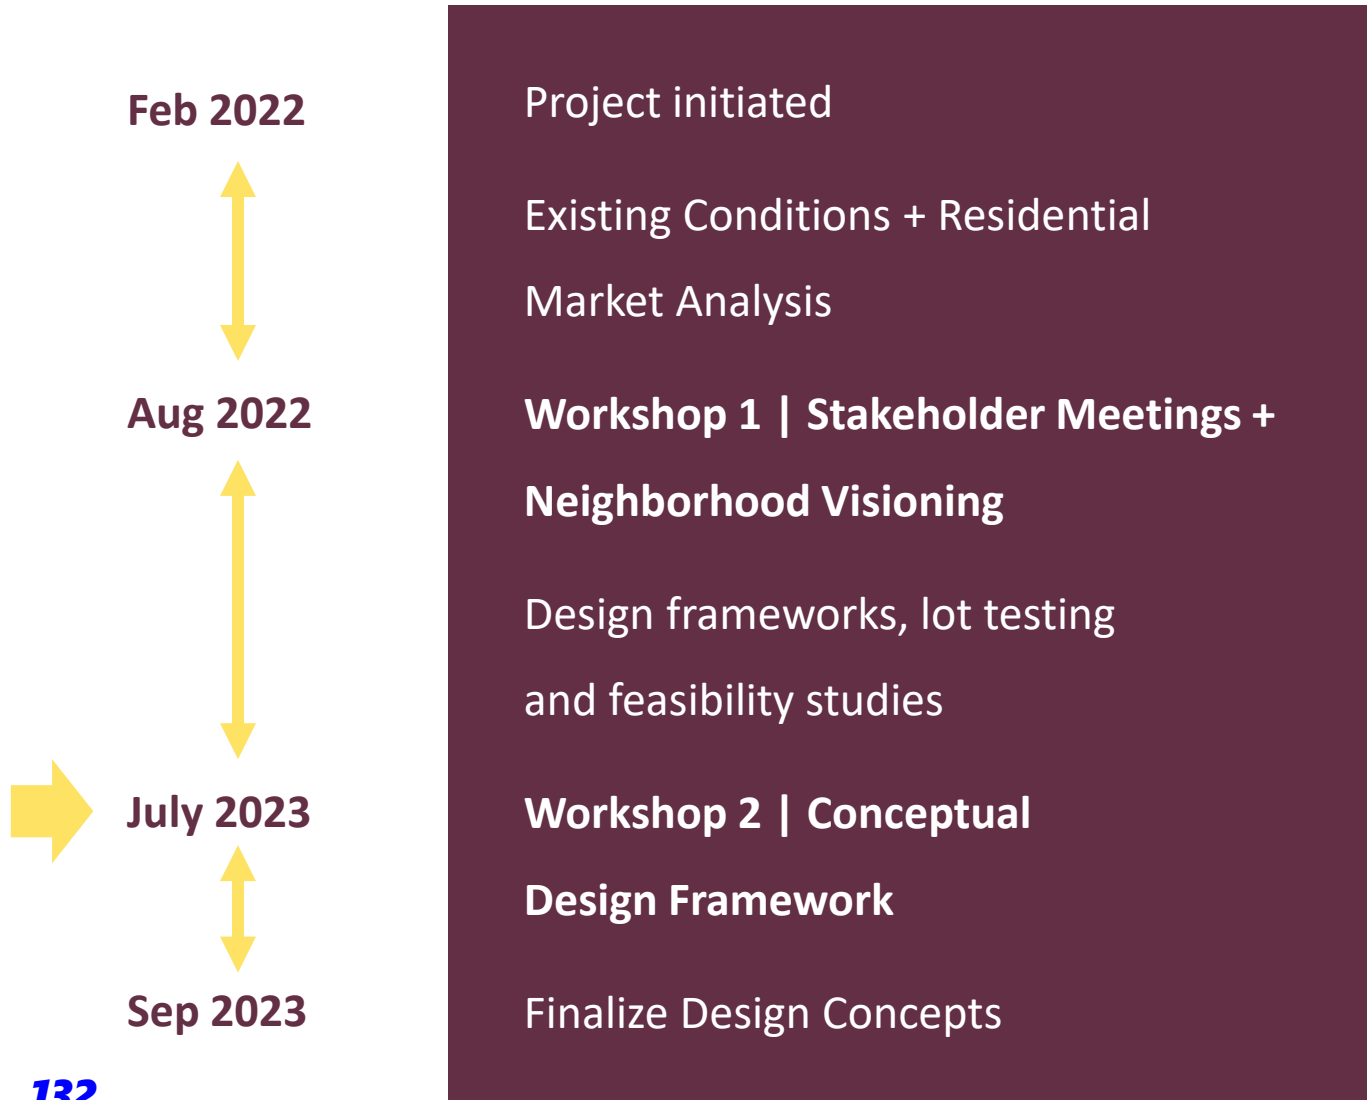 Feb 2022
Project initiated
Existing Conditions + Residential
Market Analysis
Aug 2022
Workshop 1 | Stakeholder Meetings +
Neighborhood Visioning
Design frameworks, lot testing
and feasibility studies
July 2023
Workshop 2 | Conceptual
Design Framework
Sep 2023
Finalize Design Concepts
132